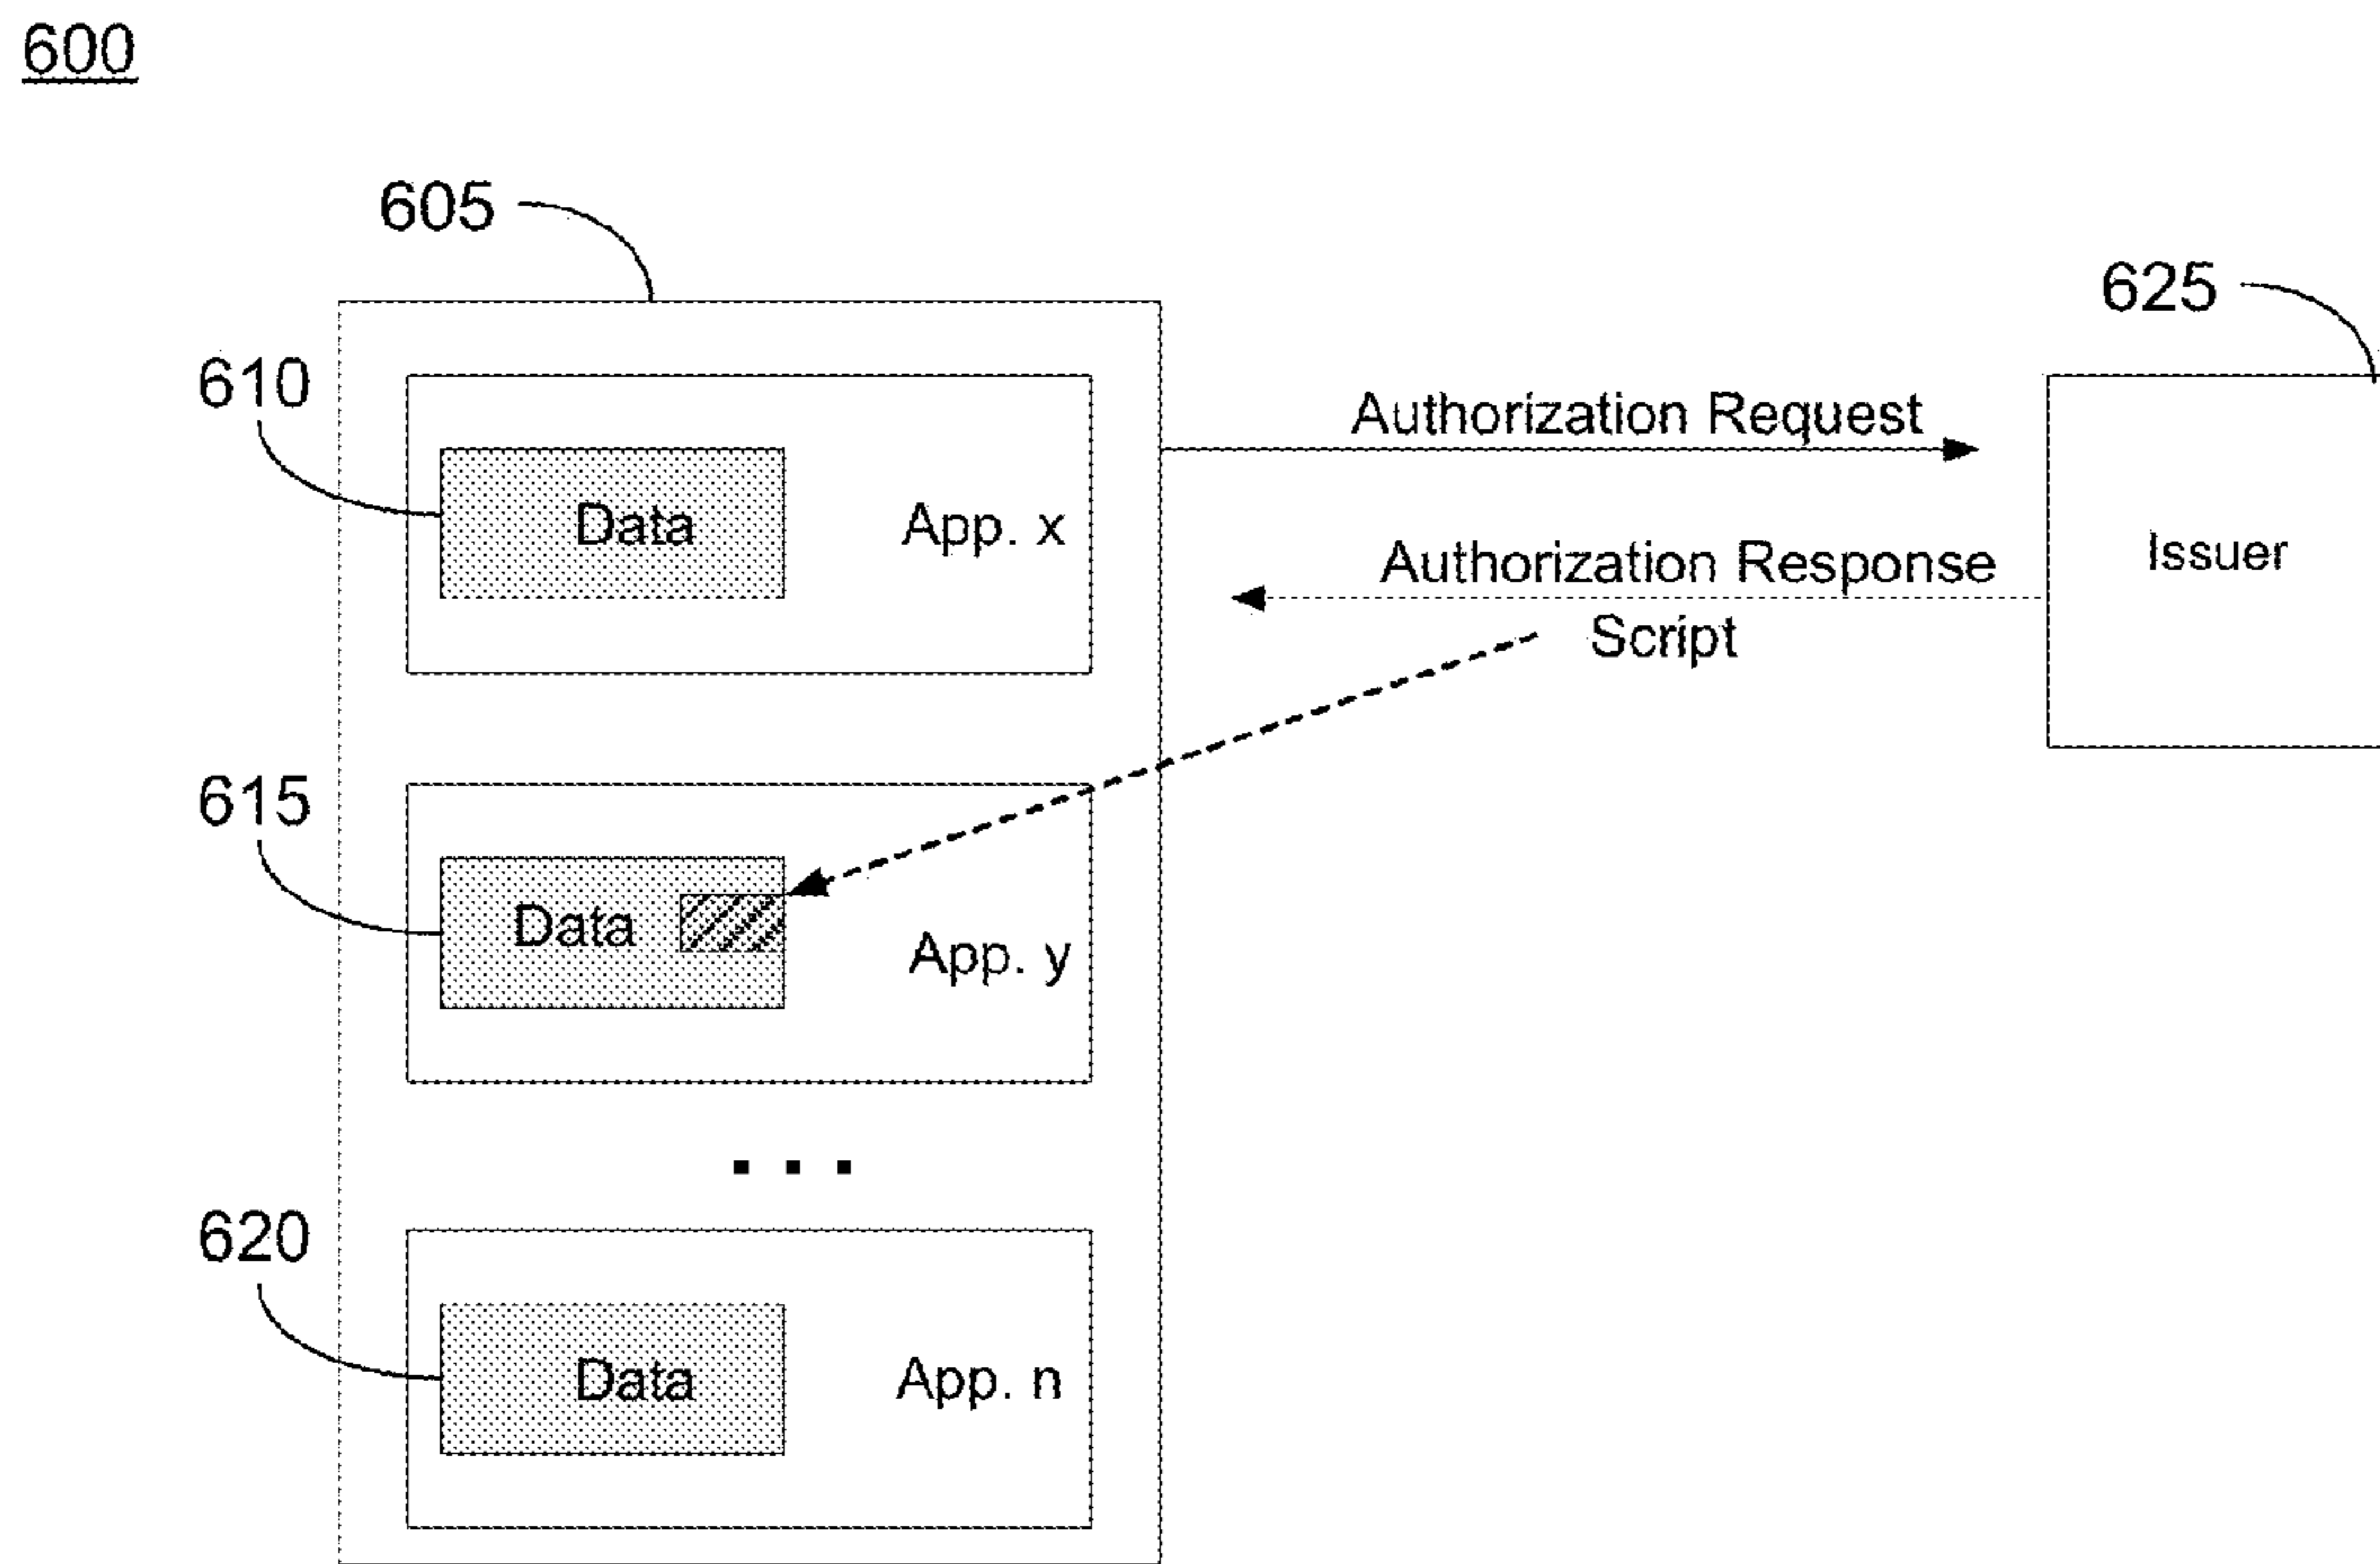 600
605
625
610
Authorization Request
Data
App. x
Authorization Response
Issuer
Script
615
Data
App. y
. . .
620
Data
App. n